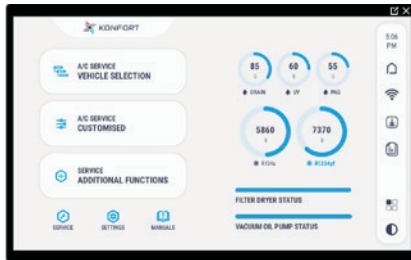 KONFORT
5:06
PM
A/C SERVICE
VEHICLE SELECTION
A/C SERVICE
CUSTOMISED
SERVICE
ADDITIONAL FUNCTIONS
SERVICE
SETTINGS
MANUALS
85
60
55
DRAIN
UV
PAG
5860
7370
R134a
R1234yf
FILTER DRYER STATUS
VACUUM OIL PUMP STATUS